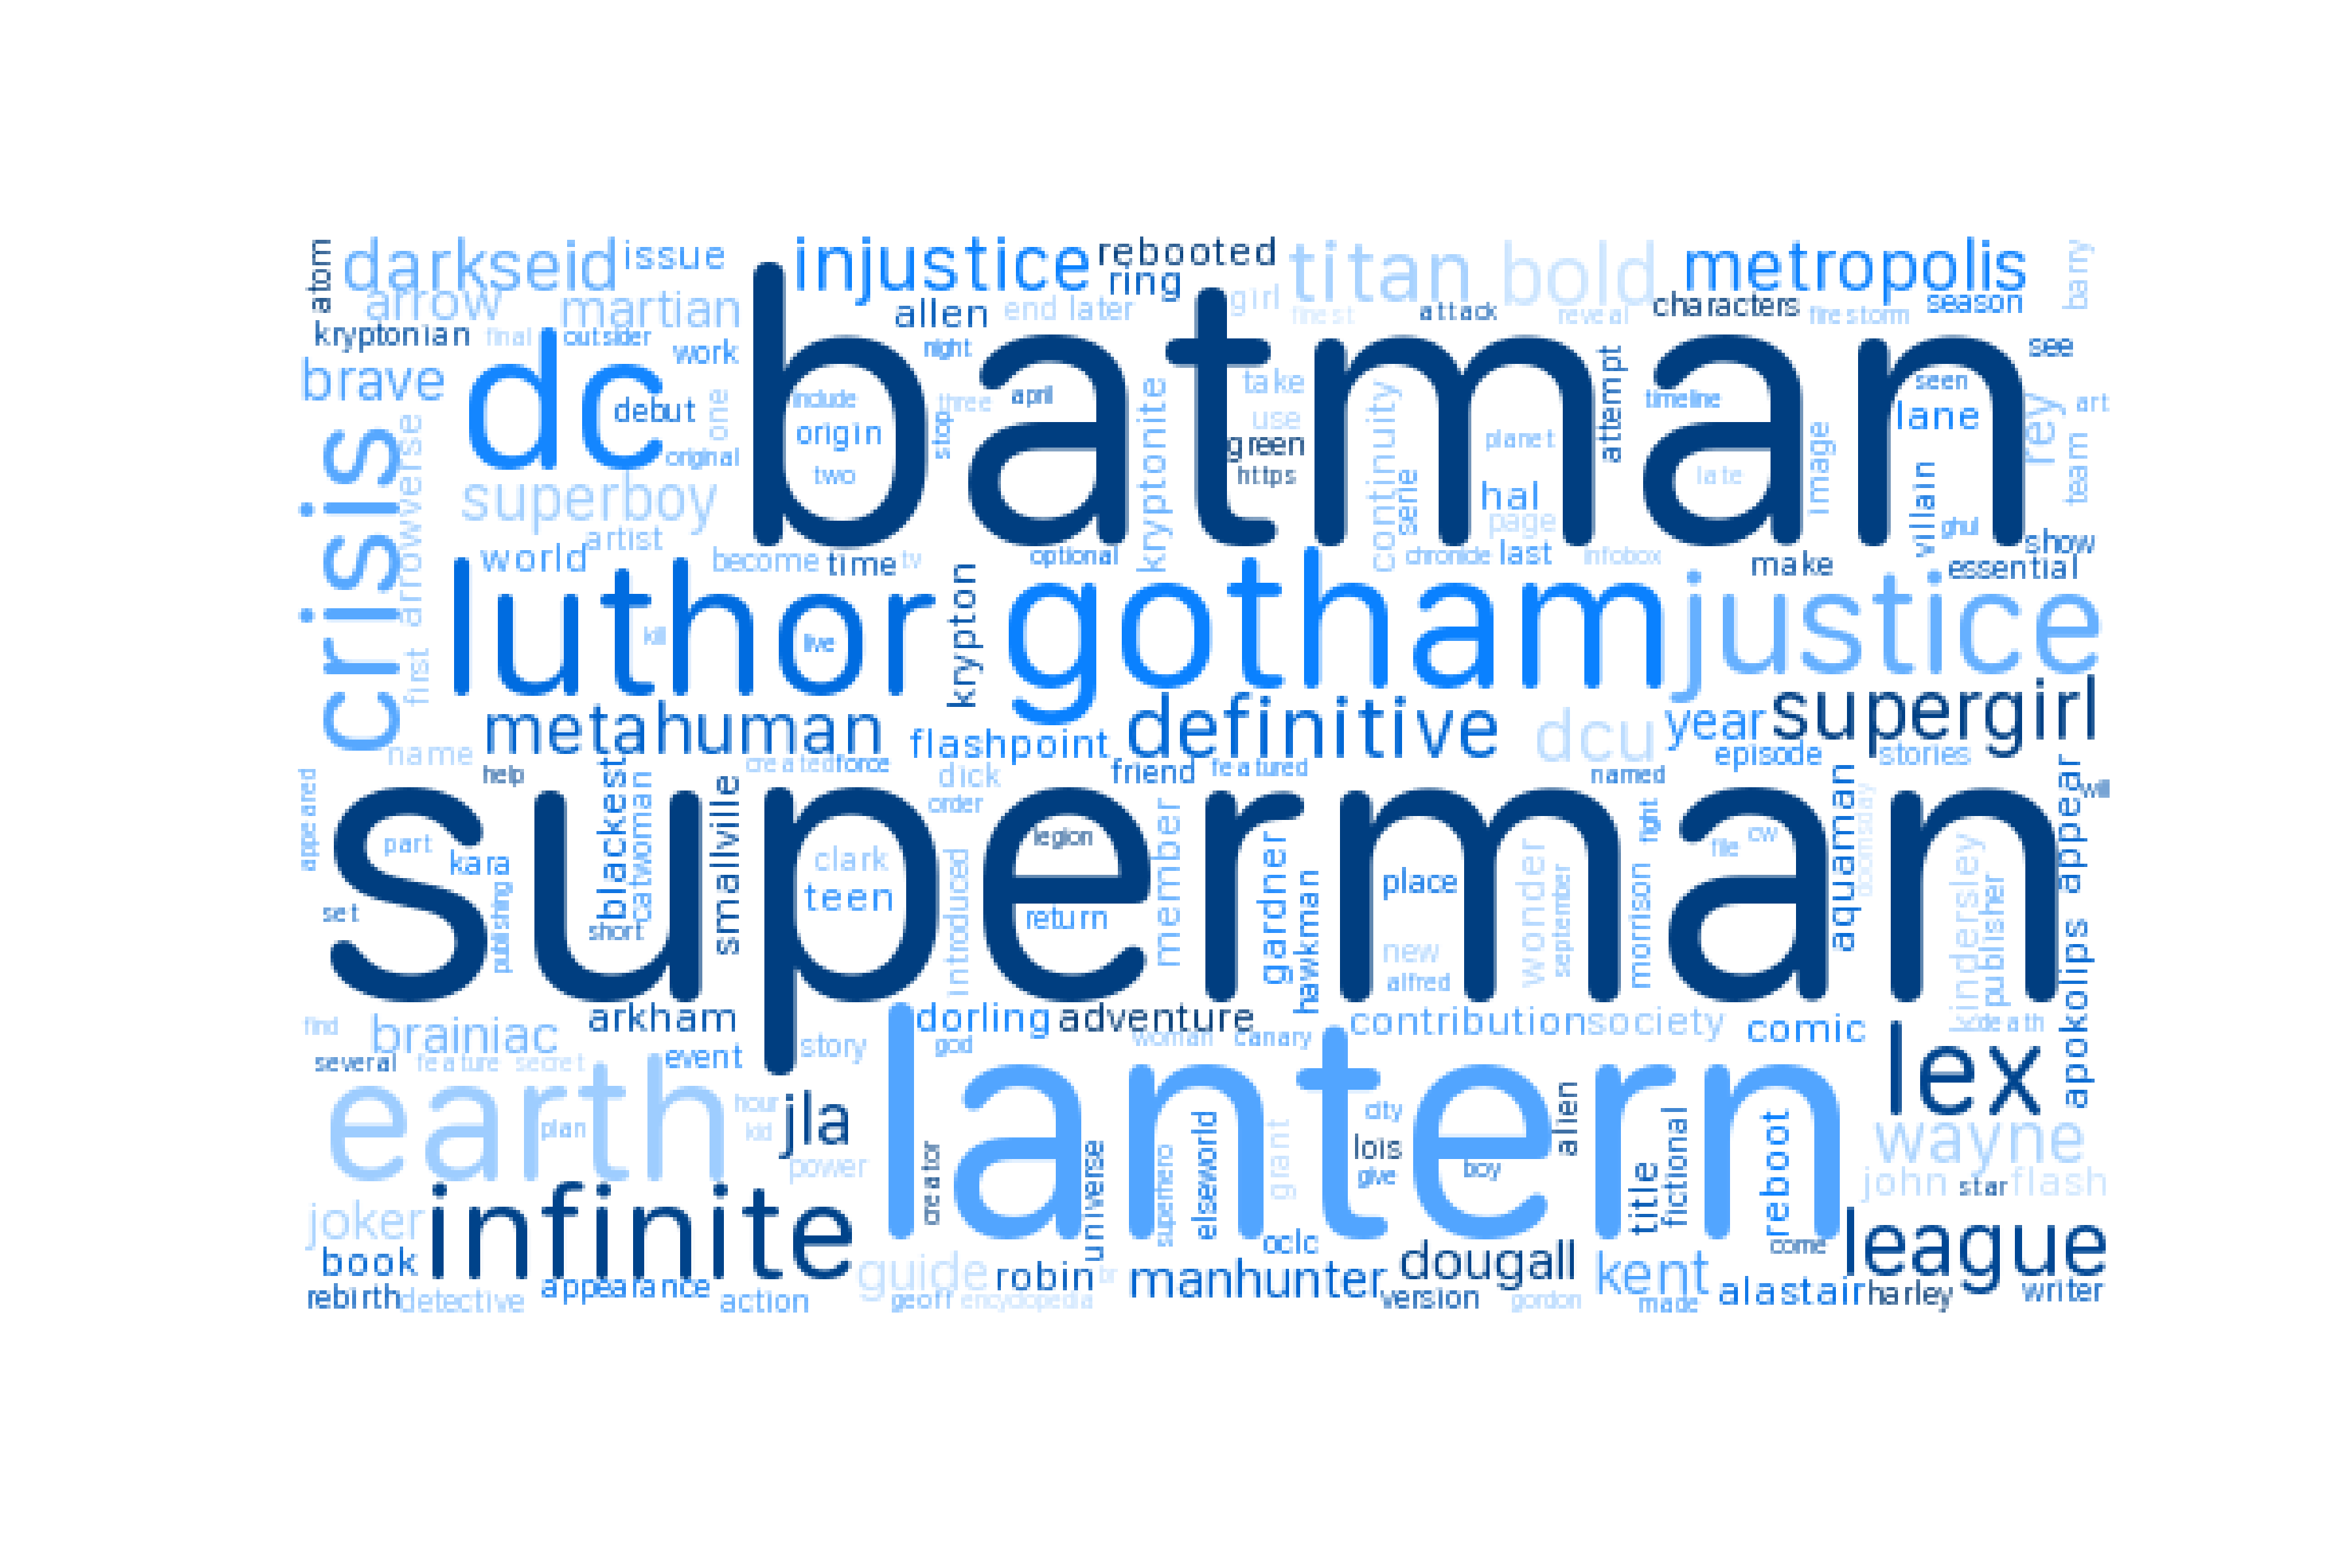 atom
darkseid
issue
injustice
rebooted
ring
titan
bold
metropolis
barry
arrow
martian
allen
end
later
girl
finest
attack
reveal
characters
firestorm
season
kryptonian
final
outsider
work
night
see
brave
dc
batman
debut
one
include
three
april
take
attempt
timeline
seen
lane
rey
art
origin
stop
kryptonite
use
green
continuity
planet
original
two
https
serie
hal
late
image
villain
team
crisis
arrowverse
superboy
page
ghul
show
artist
world
become
time
tv
optional
chronicle
last
infobox
make
essential
luthor
kill
live
krypton
gotham
justice
first
name
metahuman
flashpoint
definitive
dcu
year
supergirl
help
created
force
dick
friend
featured
named
episode
stories
appeared
superman
blackest
catwoman
smallville
order
member
fight
cw
file
aquaman
doomsday
appear
will
part
kara
clark
legion
gardner
wonder
kindersley
teen
introduced
return
hawkman
place
september
morrison
publisher
set
publishing
short
new
alfred
apokolips
find
brainiac
arkham
dorling
adventure
contribution
society
comic
death
several
feature
secret
event
story
god
woman
canary
lex
earth
hour
plan
kid
jla
lantern
power
creator
universe
superhero
elseworld
grant
city
lois
give
boy
alien
title
fictional
reboot
wayne
john
star
flash
joker
infinite
book
guide
robin
br
manhunter
oclc
dougall
kent
come
league
rebirth
detective
appearance
action
geoff
encyclopedia
version
gordon
made
alastair
harley
writer